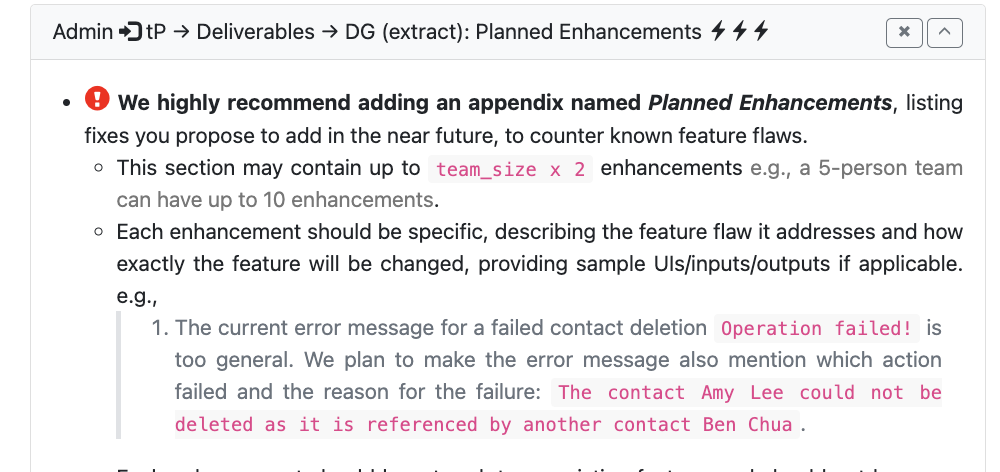 Admin tP → Deliverables → DG (extract): Planned Enhancements
We highly recommend adding an appendix named Planned Enhancements, listing
fixes you propose to add in the near future, to counter known feature flaws.
This section may contain up to team_size x 2 enhancements e.g., a 5-person team
can have up to 10 enhancements.
Each enhancement should be specific, describing the feature flaw it addresses and how
exactly the feature will be changed, providing sample UIs/inputs/outputs if applicable.
e.g.,
1. The current error message for a failed contact deletion Operation failed! is
too general. We plan to make the error message also mention which action
failed and the reason for the failure: The contact Amy Lee could not be
deleted as it is referenced by another contact Ben Chua.